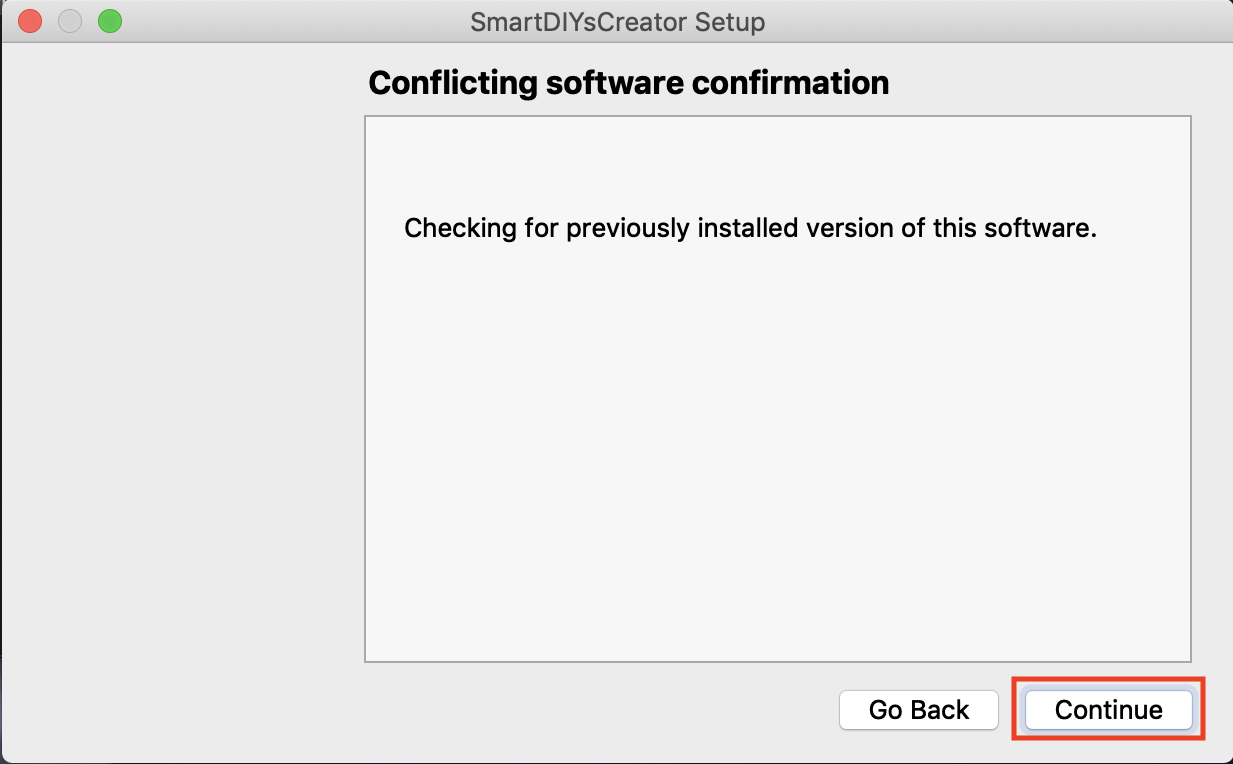 SmartDIYsCreator Setup
Conflicting software confirmation
Checking for previously installed version of this software.
Go Back
Continue